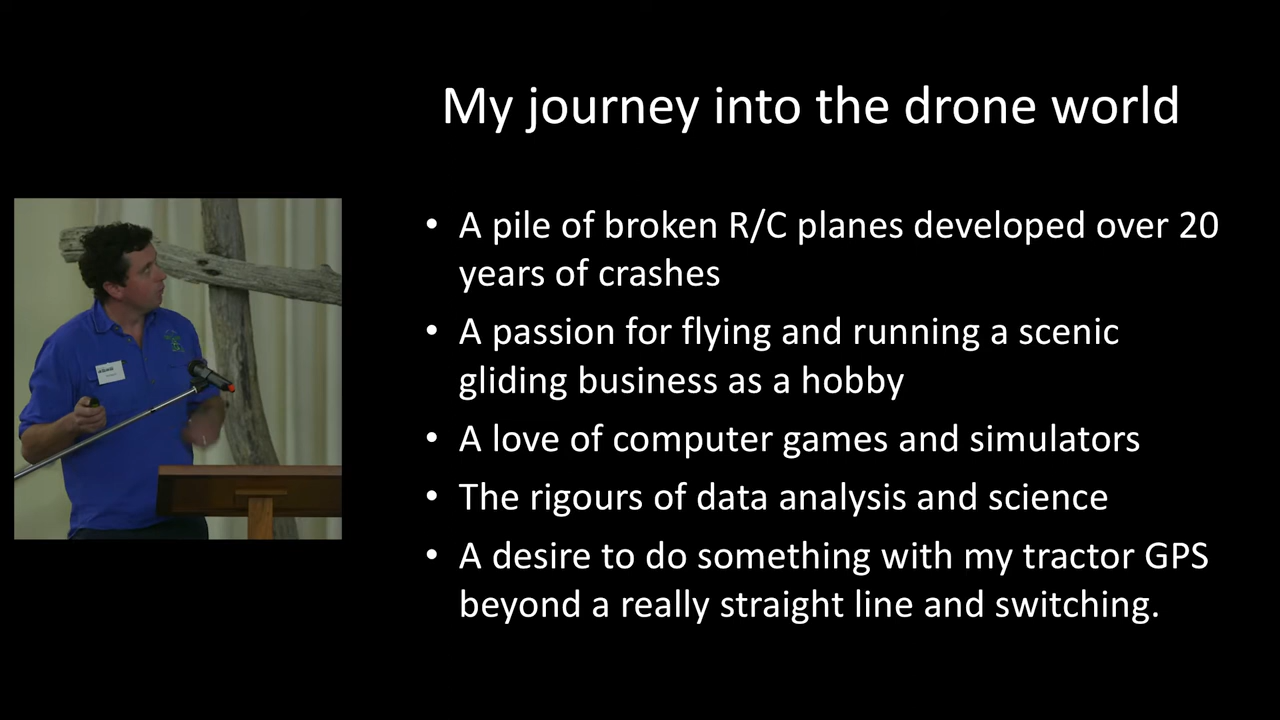 My journey into the drone world
• A pile of broken R/C planes developed over 20
years of crashes
• A passion for flying and running a scenic
gliding business as a hobby
• A love of computer games and simulators
• The rigours of data analysis and science
• A desire to do something with my tractor GPS
beyond a really straight line and switching.